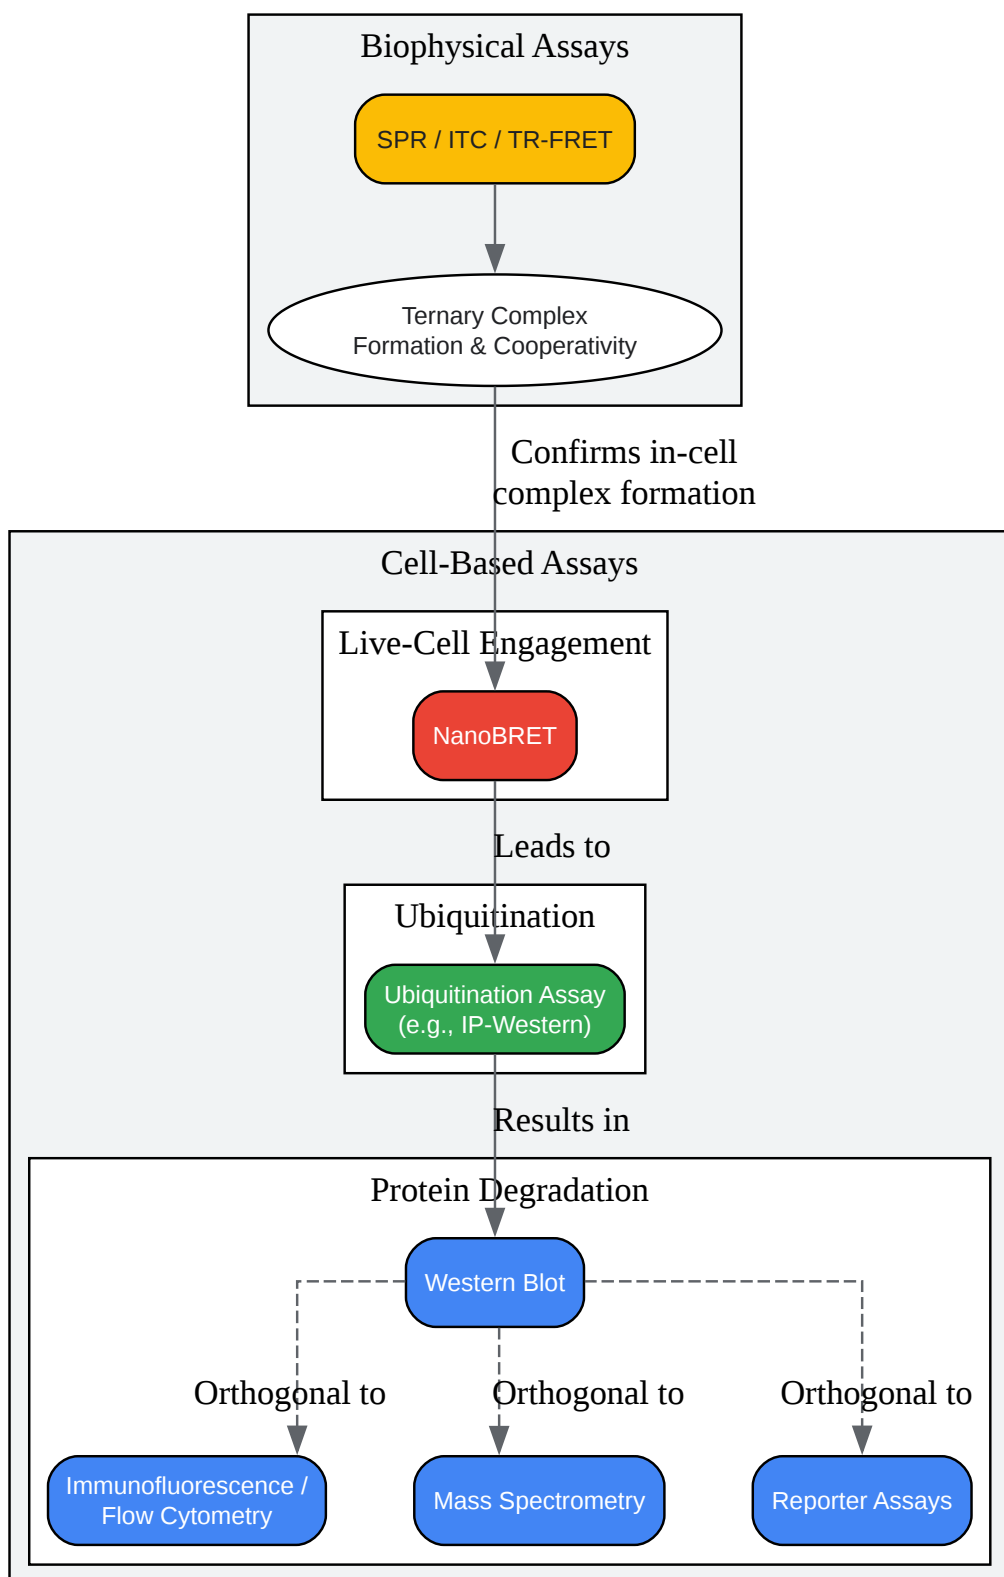 Biophysical Assays
SPR / ITC / TR-FRET
Ternary Complex
Formation & Cooperativity
Confirms in-cell
complex formation
Cell-Based Assays
Live-Cell Engagement
NanoBRET
Leads to
Ubiquitination
Ubiquitination Assay
(e.g., IP-Western)
Results in
Protein Degradation
Western Blot
Orthogonal to
Orthogonal to
Orthogonal to
Immunofluorescence /
Flow Cytometry
Mass Spectrometry
Reporter Assays